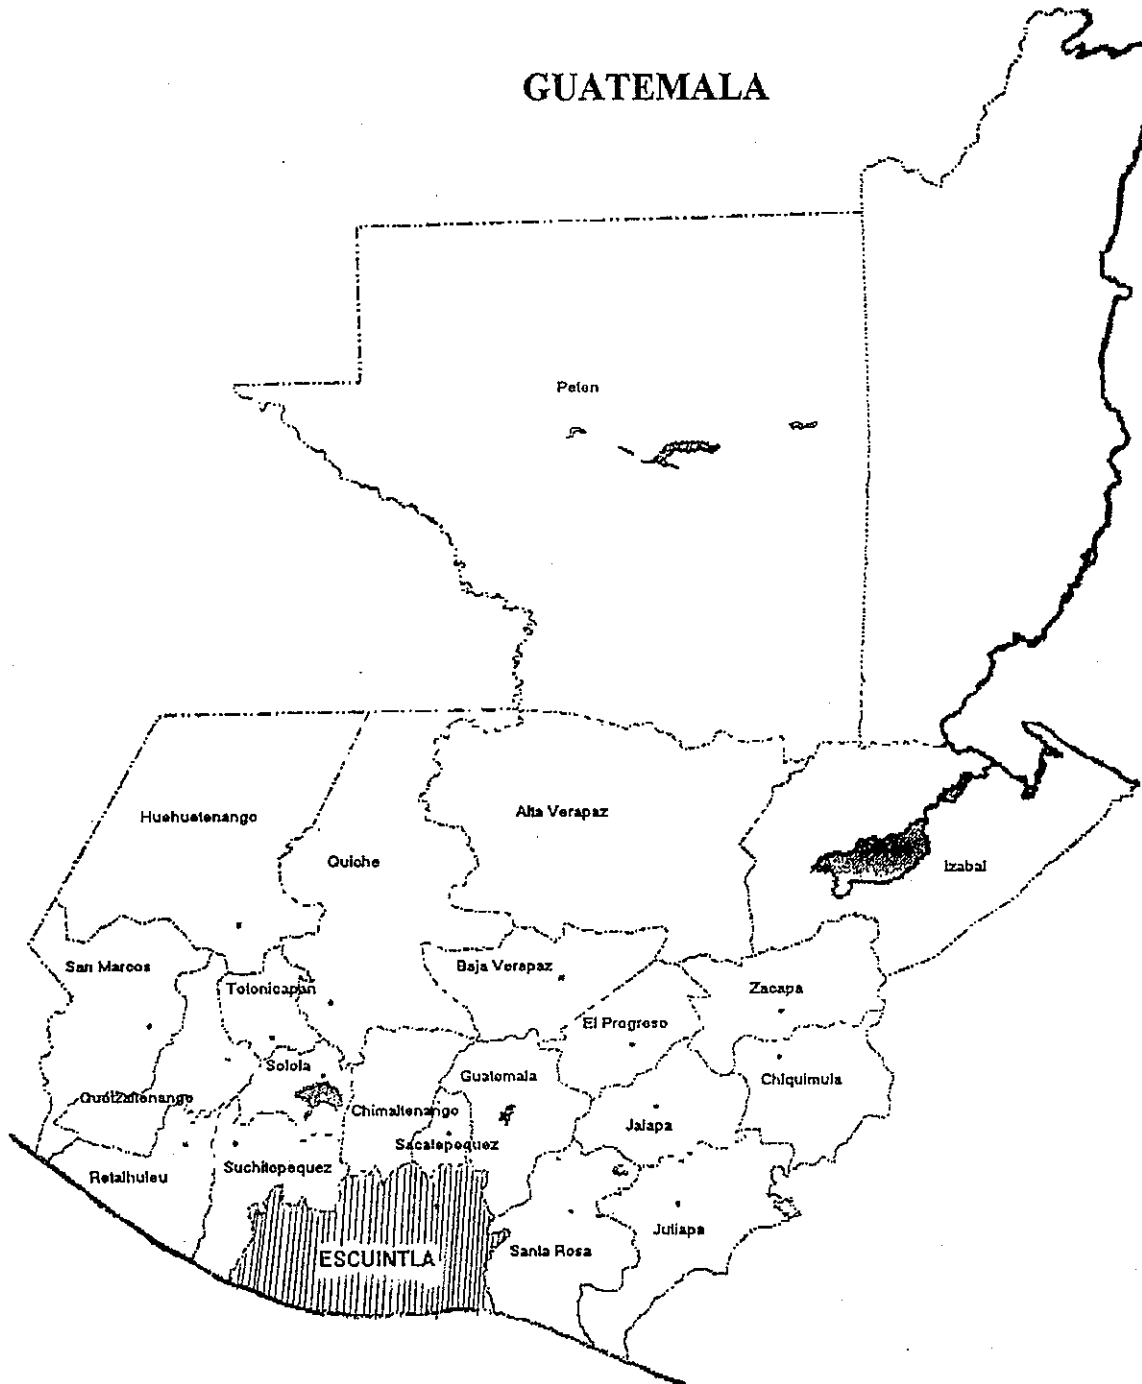 GUATEMALA
Peten
Huehuetenango
Alta Verapaz
Quiche
Izabal
San Marcos
Baja Verapaz
Totonicapan
Zacapa
El Progreso
Solola
Guatemala
Chiquimula
Quetzaltenango
Chimaltenango
Jalapa
Sacatepequez
Suchitepequez
Retalhuleu
Jutiapa
Santa Rosa
ESCUINTLA